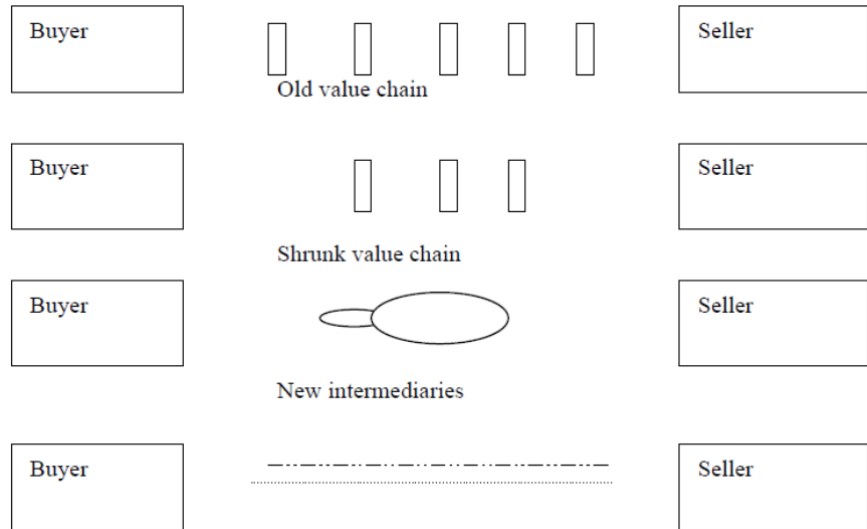 Buyer
Seller
Old value chain
Buyer
Seller
Shrunk value chain
Buyer
Seller
New intermediaries
Buyer
Seller